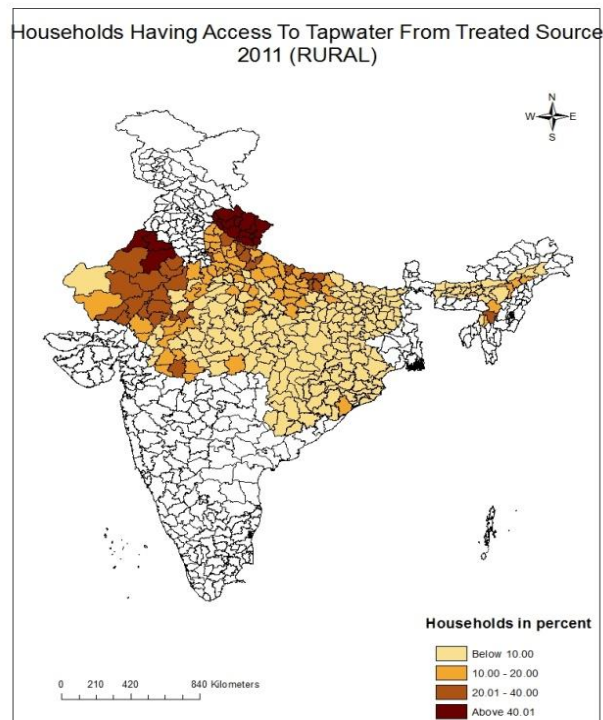 Households Having Access To Tapwater From Treated Source
2011 (RURAL)
N
W E
S
Households in percent
Below 10.00
10.00 - 20.00
20.01 - 40.00
Above 40.01
0 210 420 840 Kilometers